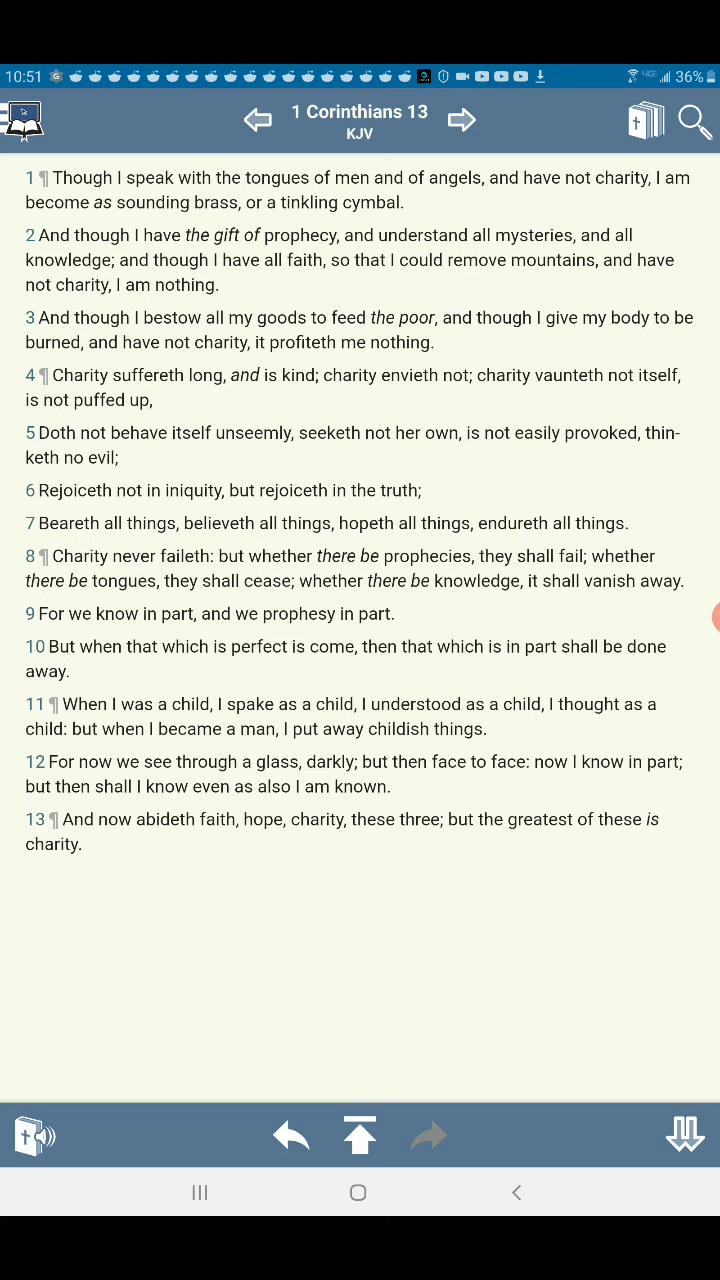 10:51 36%
1 Corinthians 13
KJV
1 ¶ Though I speak with the tongues of men and of angels, and have not charity, I am
become as sounding brass, or a tinkling cymbal.
2 And though I have the gift of prophecy, and understand all mysteries, and all
knowledge; and though I have all faith, so that I could remove mountains, and have
not charity, I am nothing.
3 And though I bestow all my goods to feed the poor, and though I give my body to be
burned, and have not charity, it profiteth me nothing.
4 ¶ Charity suffereth long, and is kind; charity envieth not; charity vaunteth not itself,
is not puffed up,
5 Doth not behave itself unseemly, seeketh not her own, is not easily provoked, thin-
keth no evil;
6 Rejoiceth not in iniquity, but rejoiceth in the truth;
7 Beareth all things, believeth all things, hopeth all things, endureth all things.
8 ¶ Charity never faileth: but whether there be prophecies, they shall fail; whether
there be tongues, they shall cease; whether there be knowledge, it shall vanish away.
9 For we know in part, and we prophesy in part.
10 But when that which is perfect is come, then that which is in part shall be done
away.
11 ¶ When I was a child, I spake as a child, I understood as a child, I thought as a
child: but when I became a man, I put away childish things.
12 For now we see through a glass, darkly; but then face to face: now I know in part;
but then shall I know even as also I am known.
13 ¶ And now abideth faith, hope, charity, these three; but the greatest of these is
charity.